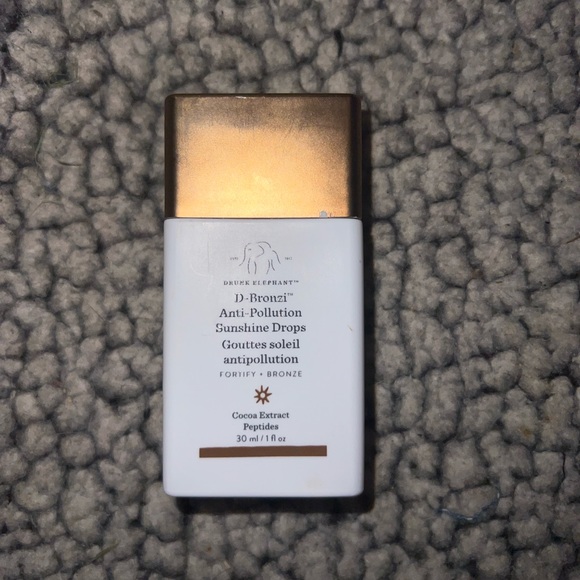 DRUNK ELEPHANT™
D-Bronzi™
Anti-Pollution
Sunshine Drops
Gouttes soleil
antipollution
FORTIFY + BRONZE
Cocoa Extract
Peptides
30 ml / 1 fl oz